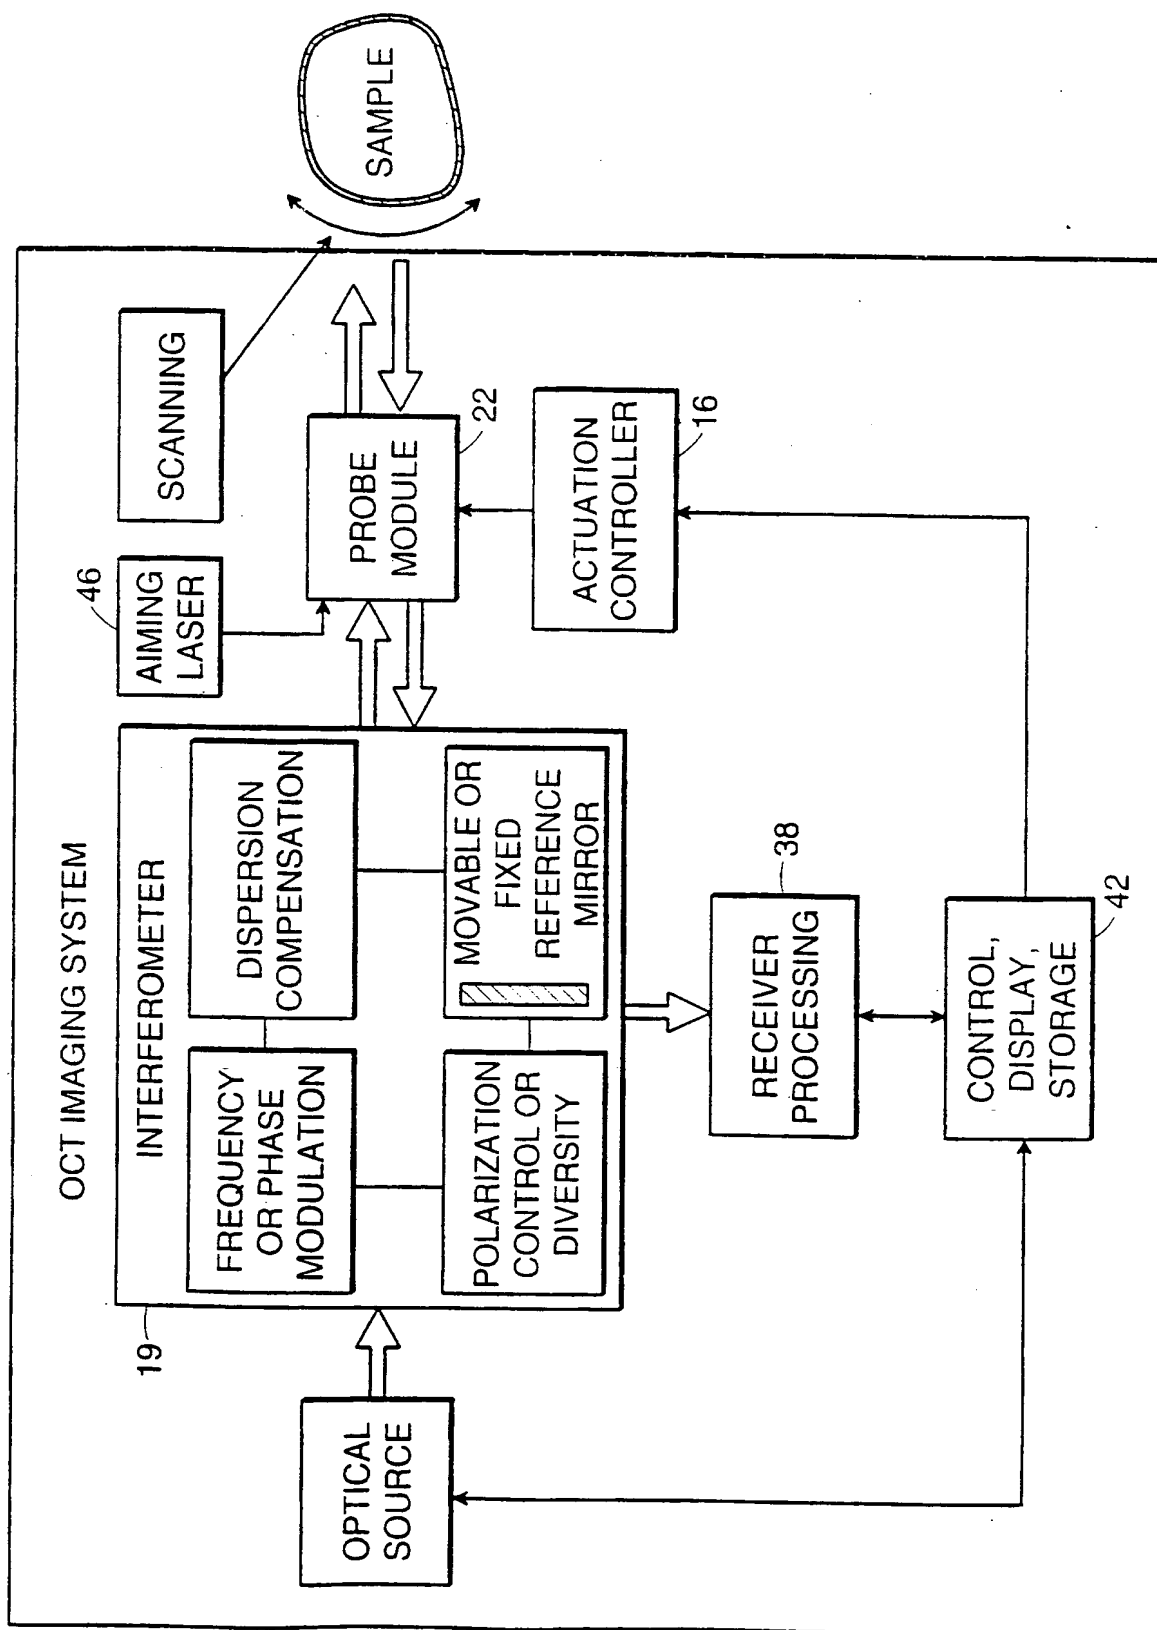 OCT IMAGING SYSTEM
19
INTERFEROMETER
FREQUENCY
OR PHASE
MODULATION
DISPERSION
COMPENSATION
POLARIZATION
CONTROL OR
DIVERSITY
MOVABLE OR
FIXED
REFERENCE
MIRROR
OPTICAL
SOURCE
46
AIMING
LASER
SCANNING
PROBE
MODULE
22
SAMPLE
ACTUATION
CONTROLLER
16
RECEIVER
PROCESSING
38
CONTROL,
DISPLAY,
STORAGE
42